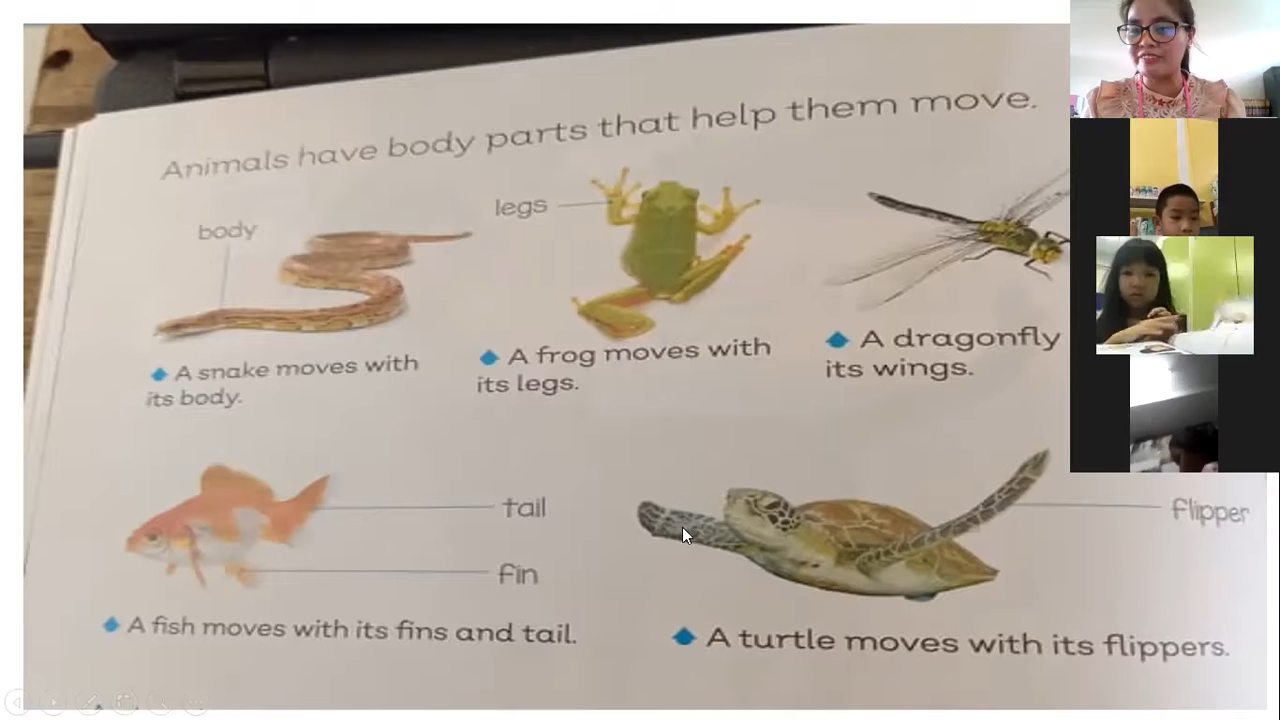 Animals have body parts that help them move.
body
legs
A snake moves with
its body.
A frog moves with
its legs.
A dragonfly
its wings.
tail
fin
flipper
A fish moves with its fins and tail.
A turtle moves with its flippers.